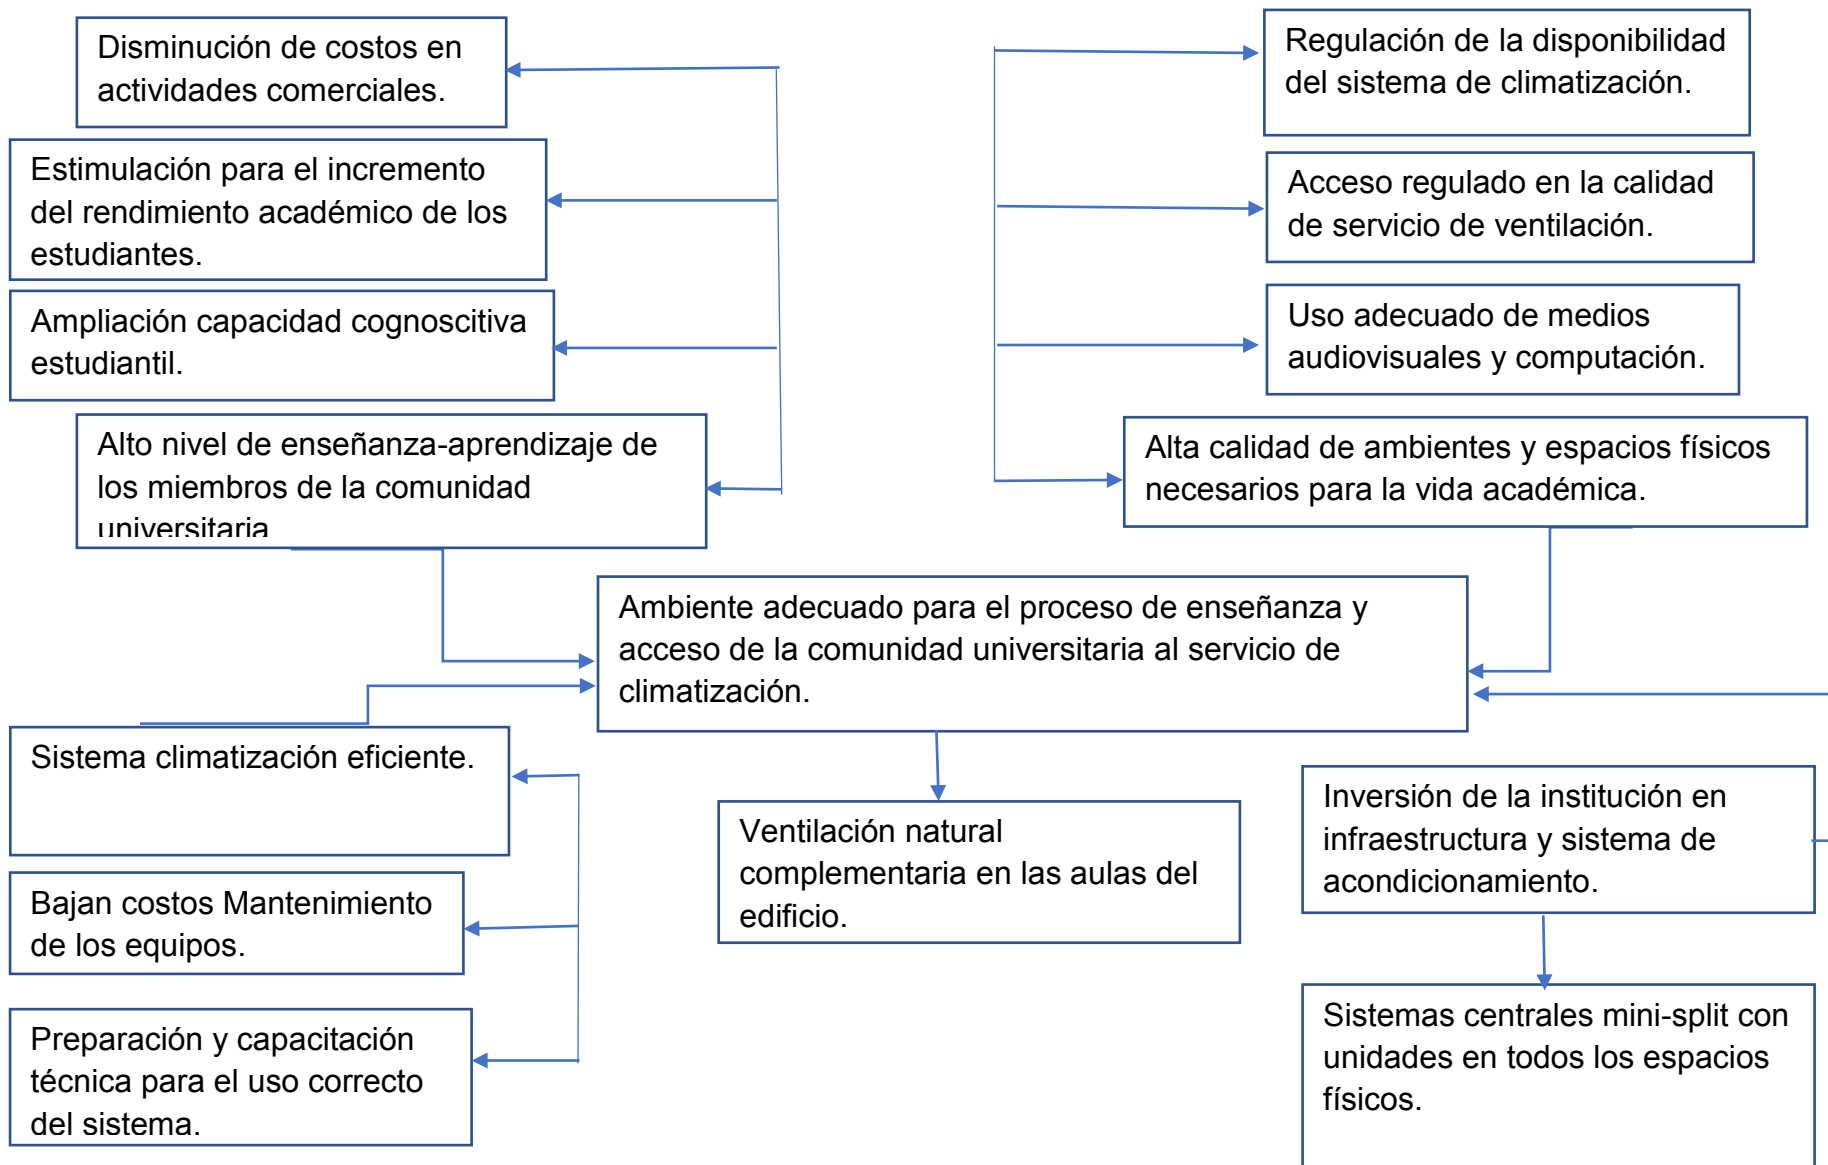 Disminución de costos en
actividades comerciales.
Estimulación para el incremento
del rendimiento académico de los
estudiantes.
Ampliación capacidad cognoscitiva
estudiantil.
Alto nivel de enseñanza-aprendizaje de
los miembros de la comunidad
universitaria
Regulación de la disponibilidad
del sistema de climatización.
Acceso regulado en la calidad
de servicio de ventilación.
Uso adecuado de medios
audiovisuales y computación.
Alta calidad de ambientes y espacios físicos
necesarios para la vida académica.
Ambiente adecuado para el proceso de enseñanza y
acceso de la comunidad universitaria al servicio de
climatización.
Sistema climatización eficiente.
Bajan costos Mantenimiento
de los equipos.
Preparación y capacitación
técnica para el uso correcto
del sistema.
Ventilación natural
complementaria en las aulas del
edificio.
Inversión de la institución en
infraestructura y sistema de
acondicionamiento.
Sistemas centrales mini-split con
unidades en todos los espacios
físicos.